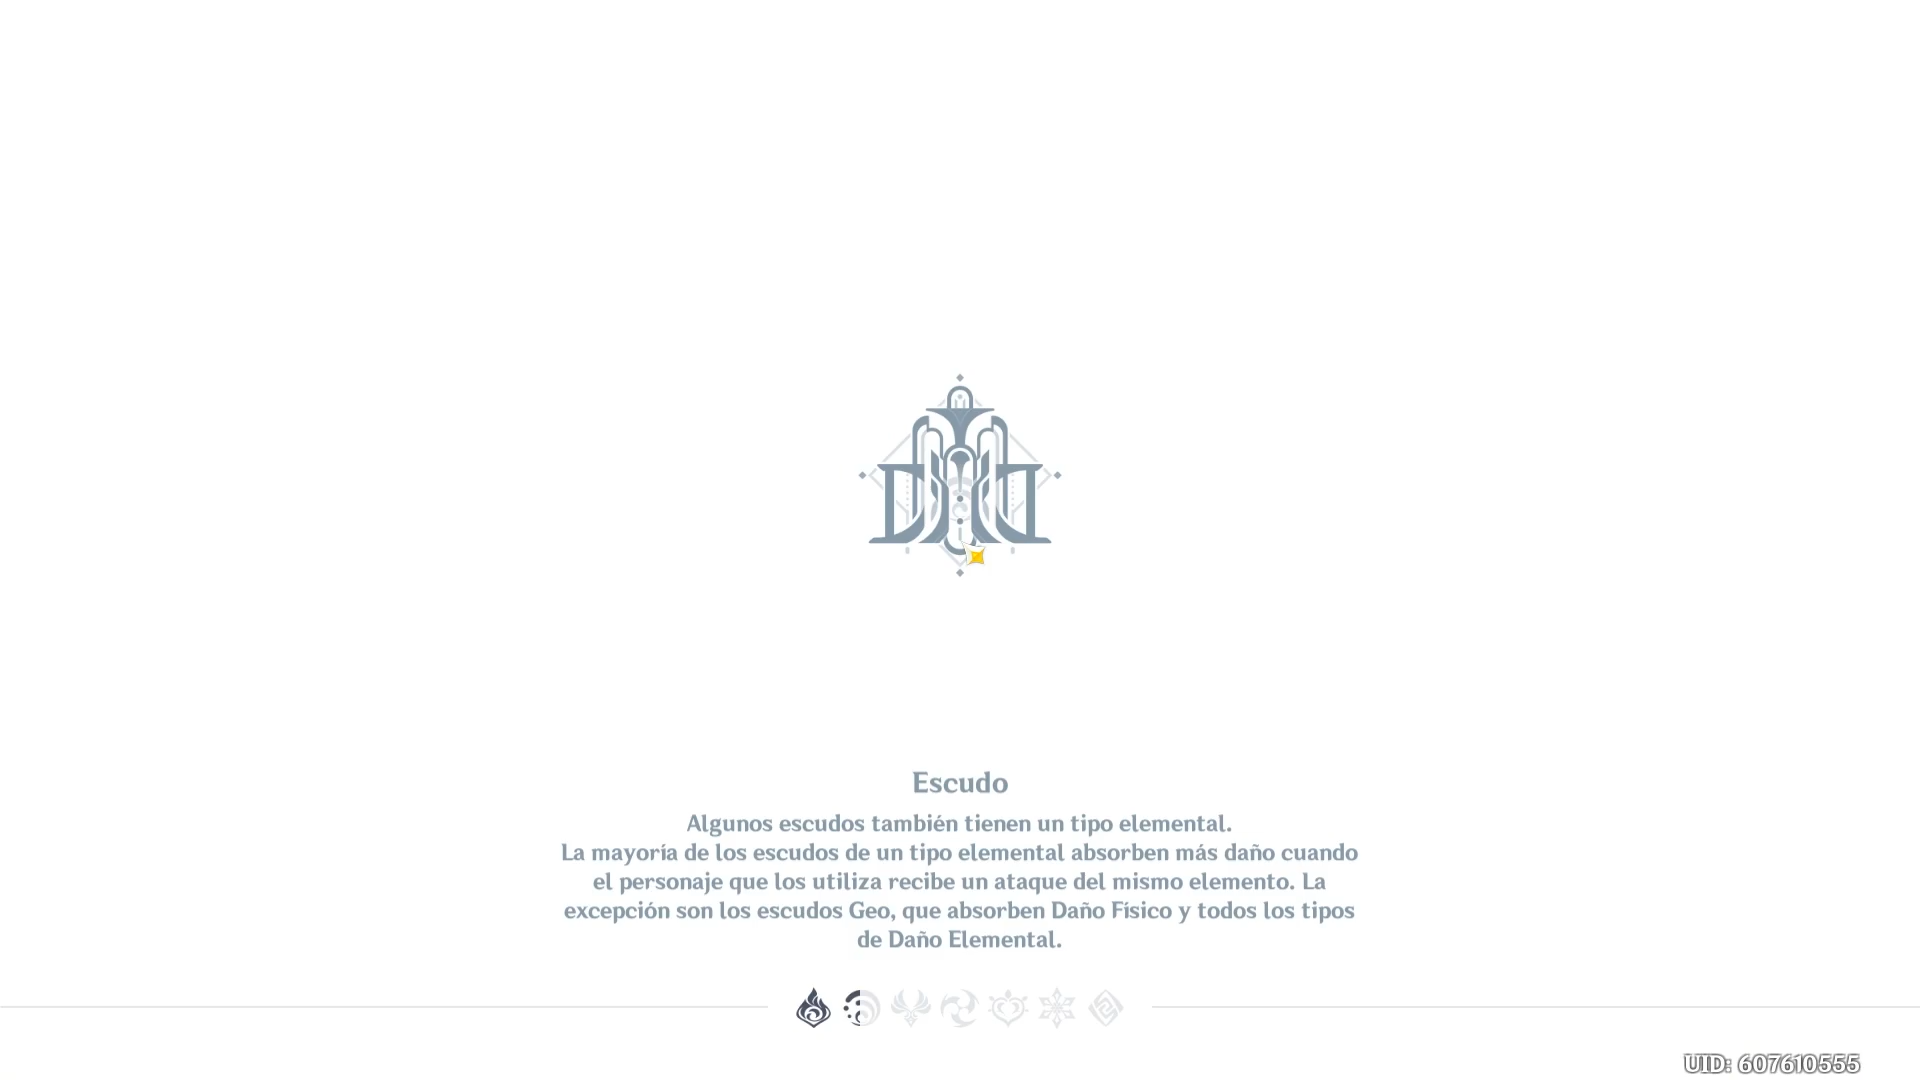 Escudo
Algunos escudos también tienen un tipo elemental.
La mayoría de los escudos de un tipo elemental absorben más daño cuando
el personaje que los utiliza recibe un ataque del mismo elemento. La
excepción son los escudos Geo, que absorben Daño Físico y todos los tipos
de Daño Elemental.
UID: 607610555